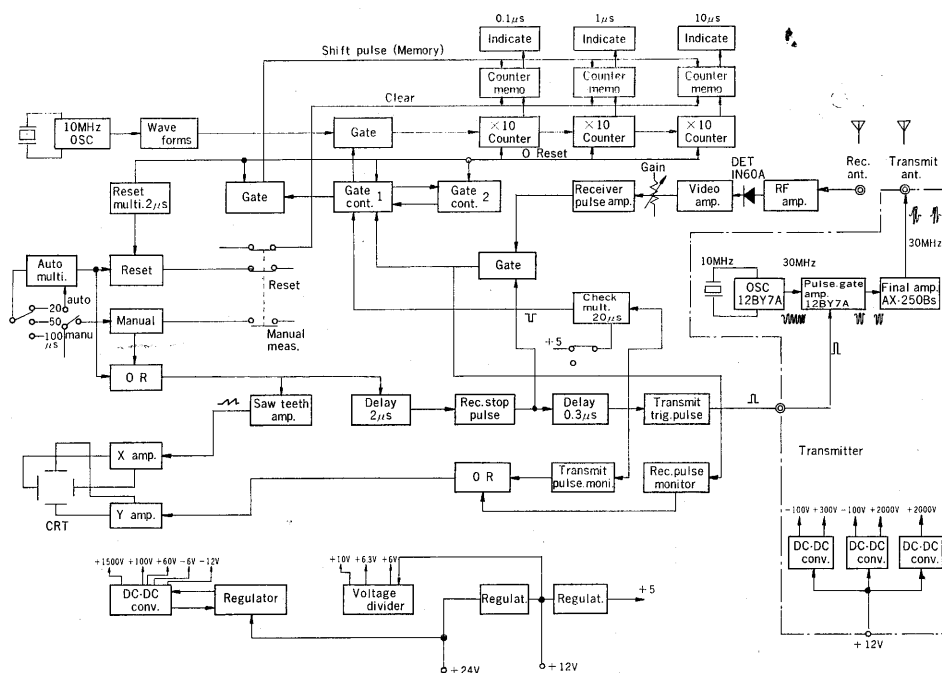 0.1μs 1μs 10μs
Indicate Indicate Indicate
Shift pulse (Memory)
Counter memo Counter memo Counter memo
Clear
10MHz OSC
Wave forms
Gate
×10 Counter ×10 Counter ×10 Counter
0 Reset
Reset multi. 2μs
Gate
Gate cont. 1
Gate cont. 2
Receiver pulse amp.
Gain
Video amp.
DET IN60A
RF amp.
Rec. ant.
Transmit ant.
30MHz
Auto multi.
Reset
Reset
Gate
10MHz
OSC 12BY7A
30MHz
Pulse.gate amp. 12BY7A
Final amp. AX-250Bs
auto
20
50
100 μs
manu
Manual
Manual meas.
Check mult. 20μs
+5
OR
Saw teeth amp.
Delay 2μs
Rec.stop pulse
Delay 0.3μs
Transmit trig.pulse
X amp.
Y amp.
CRT
OR
Transmit pulse.moni.
Rec.pulse monitor
Transmitter
-100V +300V -100V +2000V +2000V
DC·DC conv. DC·DC conv. DC·DC conv.
+12V
+1500V +100V +60V -6V -12V
DC·DC conv.
Regulator
+10V +6.3V +6V
Voltage divider
Regulat.
Regulat.
+5
+24V
+12V